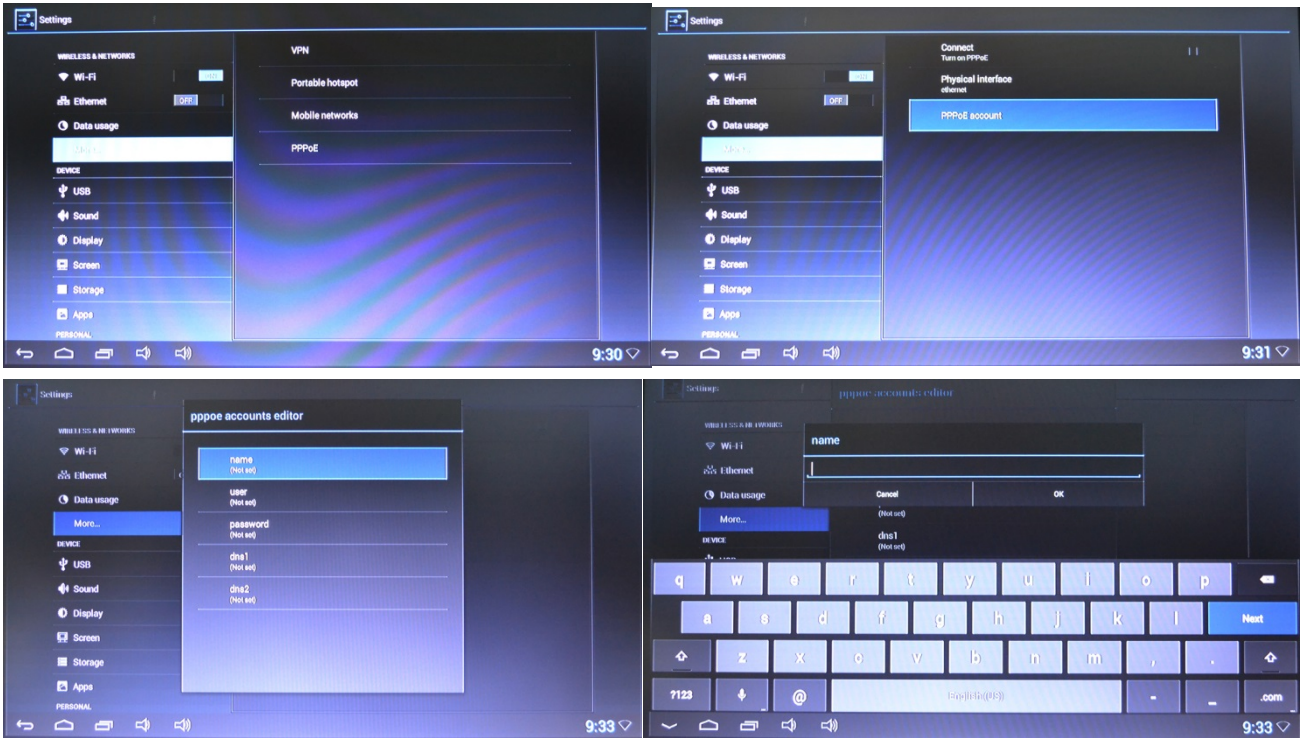 Settings
WIRELESS & NETWORKS
Wi-Fi
Ethernet OFF
Data usage
DEVICE
USB
Sound
Display
Screen
Storage
Apps
PERSONAL
VPN
Portable hotspot
Mobile networks
PPPoE
9:30
Settings
WIRELESS & NETWORKS
Wi-Fi
Ethernet OFF
Data usage
More...
DEVICE
USB
Sound
Display
Screen
Storage
Apps
PERSONAL
Connect
Turn on PPPoE
Physical interface
ethernet
PPPoE account
9:31
Settings
WIRELESS & NETWORKS
Wi-Fi
Ethernet
Data usage
More...
DEVICE
USB
Sound
Display
Screen
Storage
Apps
PERSONAL
pppoe accounts editor
name
(Not set)
user
(Not set)
password
(Not set)
dns1
(Not set)
dns2
(Not set)
9:33
Settings
pppoe accounts editor
WIRELESS & NETWORKS
Wi-Fi
Ethernet
Data usage
More...
DEVICE
name
Cancel OK
(Not set)
dns1
(Not set)
q w e r t y u i o p
a s d f g h j k l Next
z x c v b n m , .
?123 @ English (US) - _ .com
9:33